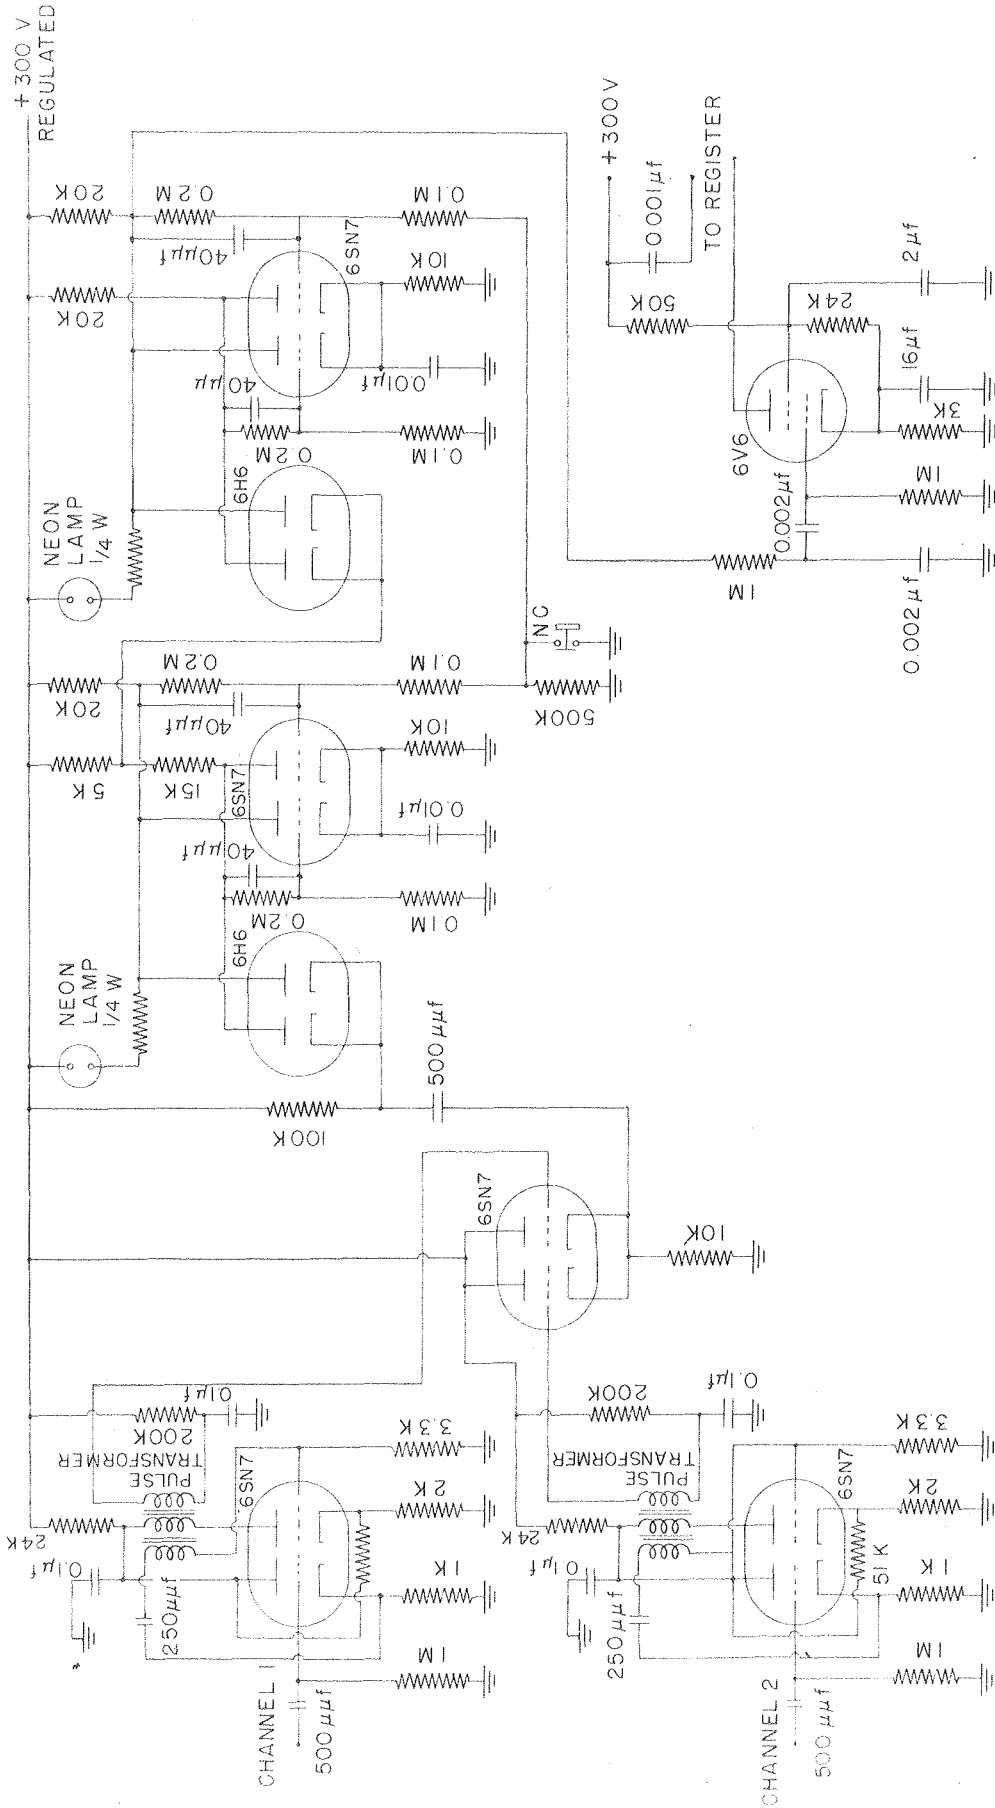 +300 V
REGULATED
20K
0.2M
40μμf
20K
6SN7
0.1M
10K
0.01μf
40μμ
0.2M
0.1M
6H6
NEON
LAMP
1/4 W
+300V
0.001μf
TO REGISTER
50K
24K
2μf
16μf
3K
6V6
1M
0.002μf
1M
0.002μf
NC
500K
20K
0.2M
40μμf
0.1M
5K
15K
6SN7
10K
0.01μf
40μμf
0.2M
0.1M
6H6
NEON
LAMP
1/4 W
100K
500μμf
6SN7
10K
0.1μf
200K
PULSE
TRANSFORMER
24K
0.1μf
250μμf
6SN7
3.3K
2K
1K
1M
CHANNEL 1
500μμf
200K
0.1μf
PULSE
TRANSFORMER
24K
0.1μf
250μμf
6SN7
3.3K
2K
51K
1K
1M
CHANNEL 2
500μμf